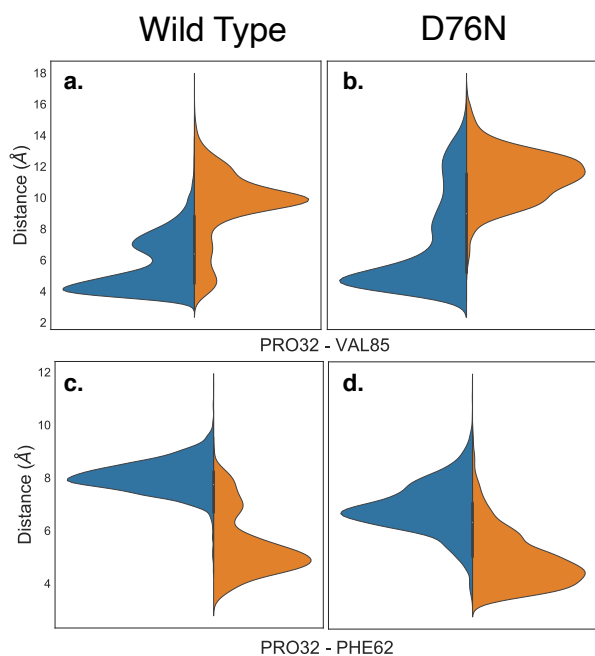 Wild Type
D76N
a.
b.
Distance (Å)
18
16
14
12
10
8
6
4
2
PRO32 - VAL85
c.
d.
Distance (Å)
12
10
8
6
4
PRO32 - PHE62